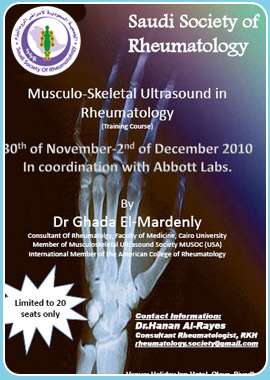 Saudi Society of
Rheumatology
Musculo-Skeletal Ultrasound in
Rheumatology
(Training Course)
30th of November-2nd of December 2010
In coordination with Abbott Labs.
By
Dr Ghada El-Mardenly
Consultant Of Rheumatolgy, Faculty of Medicine, Cairo University
Member of Musculoskeletal Ultrasound Society MUSOC (USA)
International Member of the American College of Rheumatology
Limited to 20
seats only
Contact Information:
Dr.Hanan Al-Rayes
Consultant Rheumatologist, RKH
rheumatology.society@gmail.com